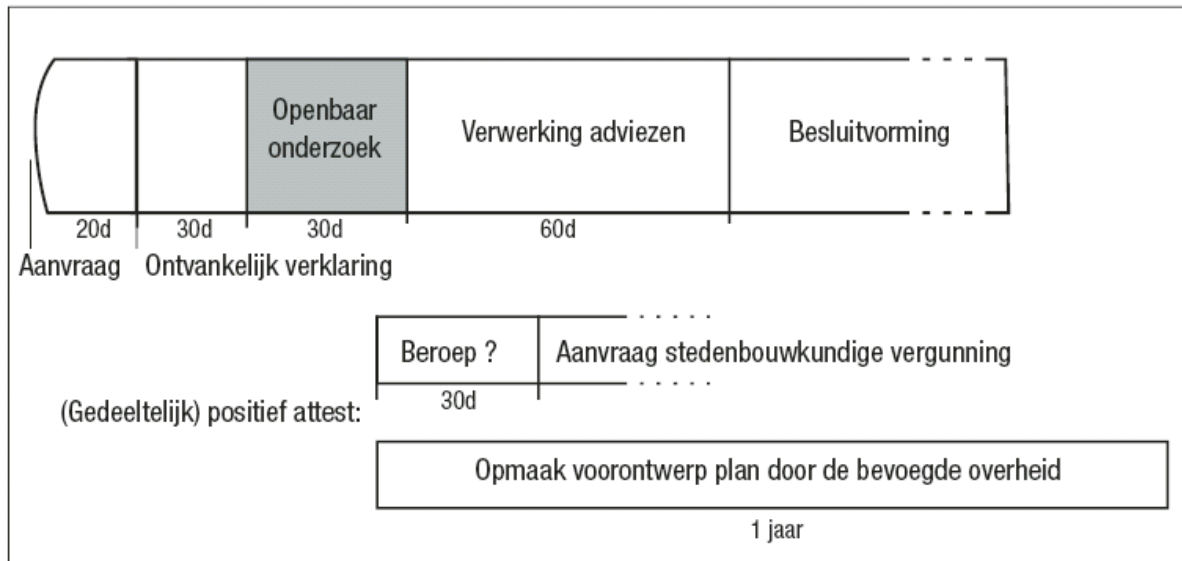 Openbaar
onderzoek
Verwerking adviezen
Besluitvorming
20d
30d
30d
60d
Aanvraag
Ontvankelijk verklaring
Beroep ?
Aanvraag stedenbouwkundige vergunning
30d
(Gedeeltelijk) positief attest:
Opmaak voorontwerp plan door de bevoegde overheid
1 jaar